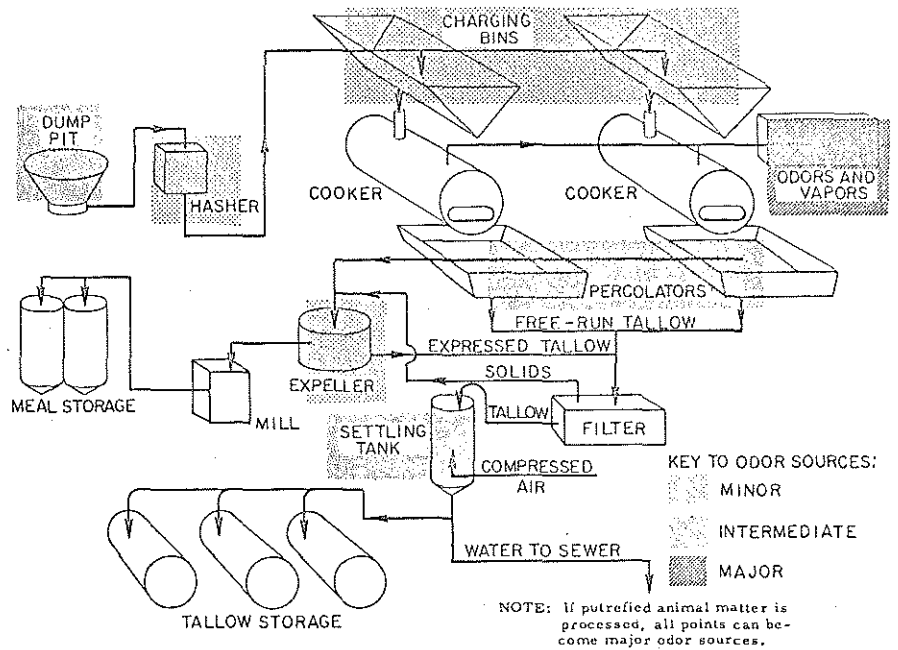 CHARGING
BINS
DUMP
PIT
HASHER
COOKER
COOKER
ODORS AND
VAPORS
PERCOLATORS
FREE-RUN TALLOW
EXPRESSED TALLOW
SOLIDS
EXPELLER
MEAL STORAGE
MILL
TALLOW
FILTER
SETTLING
TANK
COMPRESSED
AIR
KEY TO ODOR SOURCES:
MINOR
INTERMEDIATE
MAJOR
WATER TO SEWER
TALLOW STORAGE
NOTE: If putrefied animal matter is
processed, all points can be-
come major odor sources.